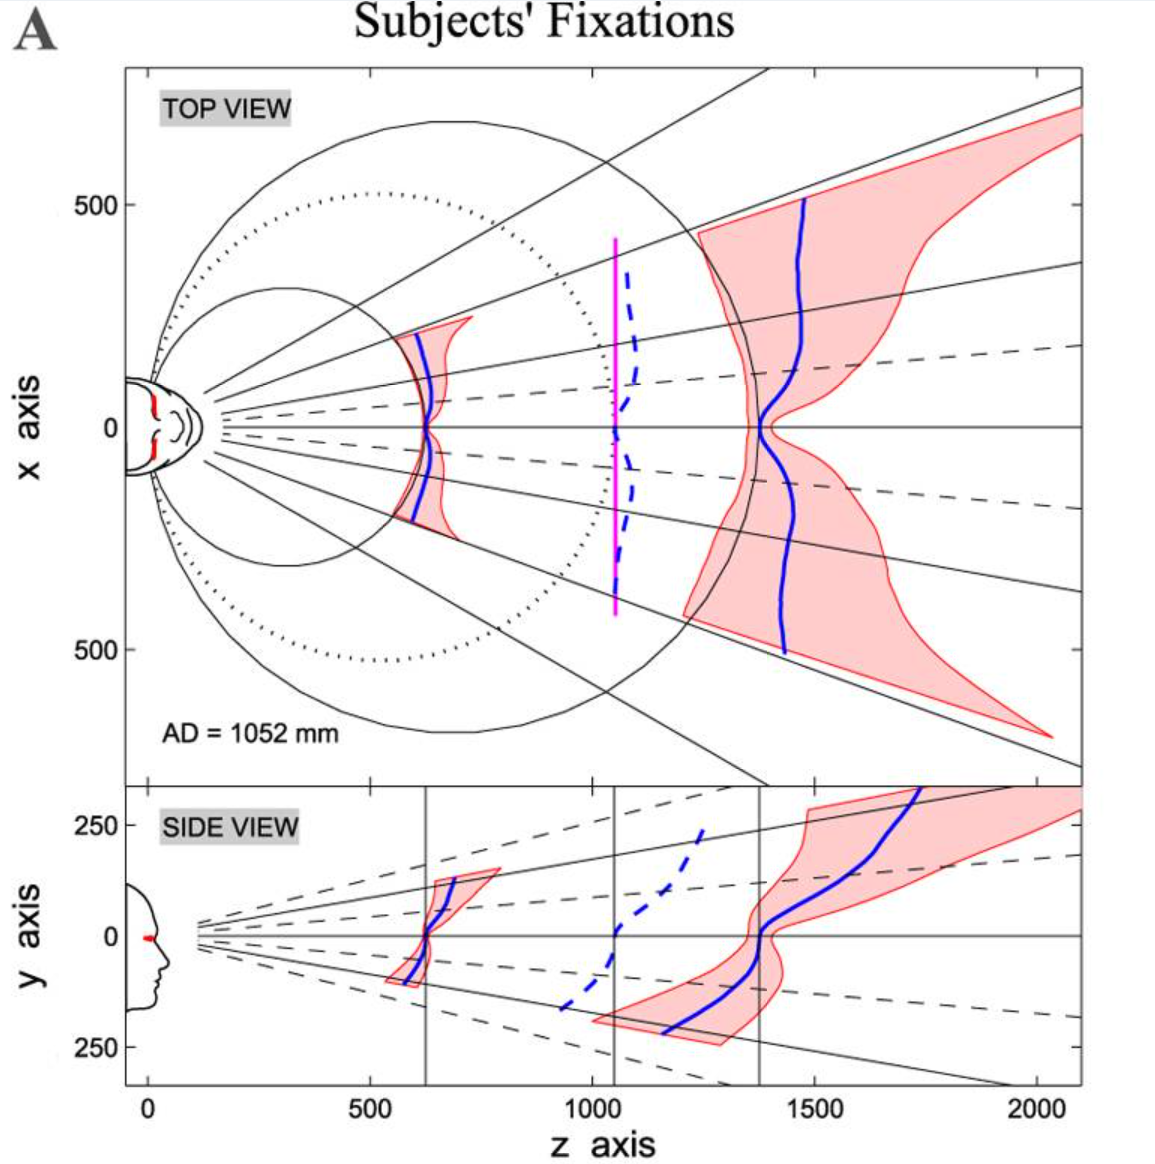 A
Subjects' Fixations
TOP VIEW
500
x axis
0
500
AD = 1052 mm
SIDE VIEW
250
y axis
0
250
0 500 1000 1500 2000
z axis